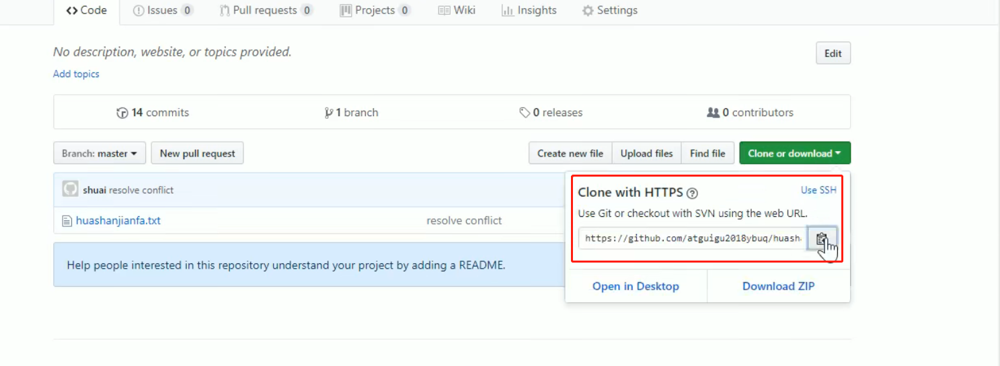 Code Issues 0 Pull requests 0 Projects 0 Wiki Insights Settings
No description, website, or topics provided.
Edit
Add topics
14 commits 1 branch 0 releases 0 contributors
Branch: master New pull request Create new file Upload files Find file Clone or download
shuai resolve conflict
huashanjianfa.txt resolve conflict
Help people interested in this repository understand your project by adding a README.
Clone with HTTPS ? Use SSH
Use Git or checkout with SVN using the web URL.
https://github.com/atguigu2018ybuq/huash
Open in Desktop Download ZIP